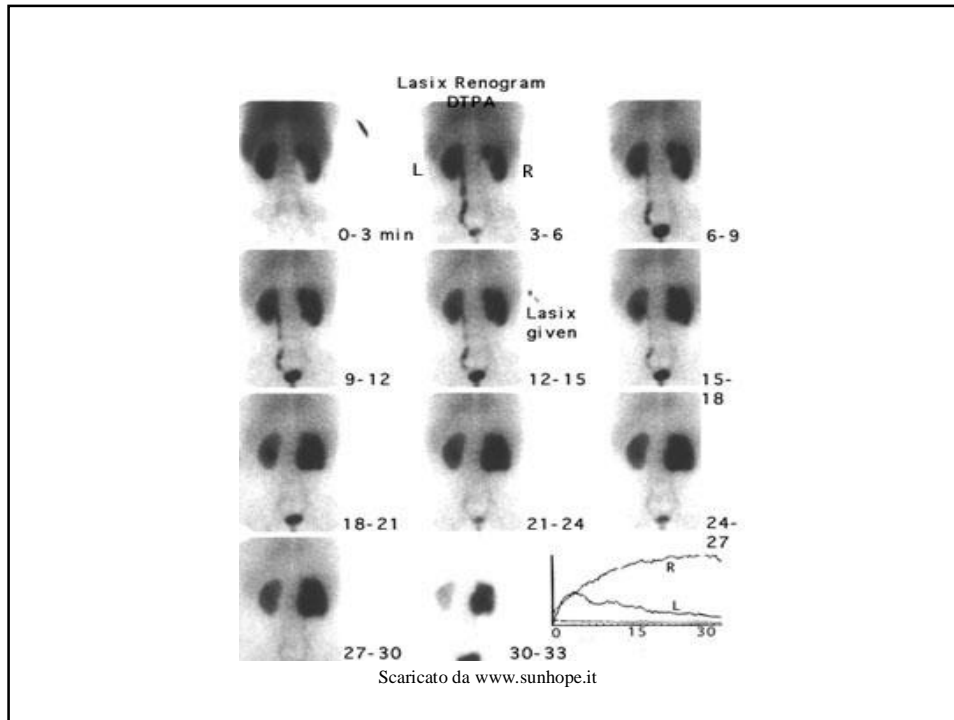 Lasix Renogram
DTPA
L
R
0-3 min
3-6
6-9
Lasix
given
9-12
12-15
15-
18
18-21
21-24
24-
27
R
L
0
15
30
27-30
30-33
Scaricato da www.sunhope.it